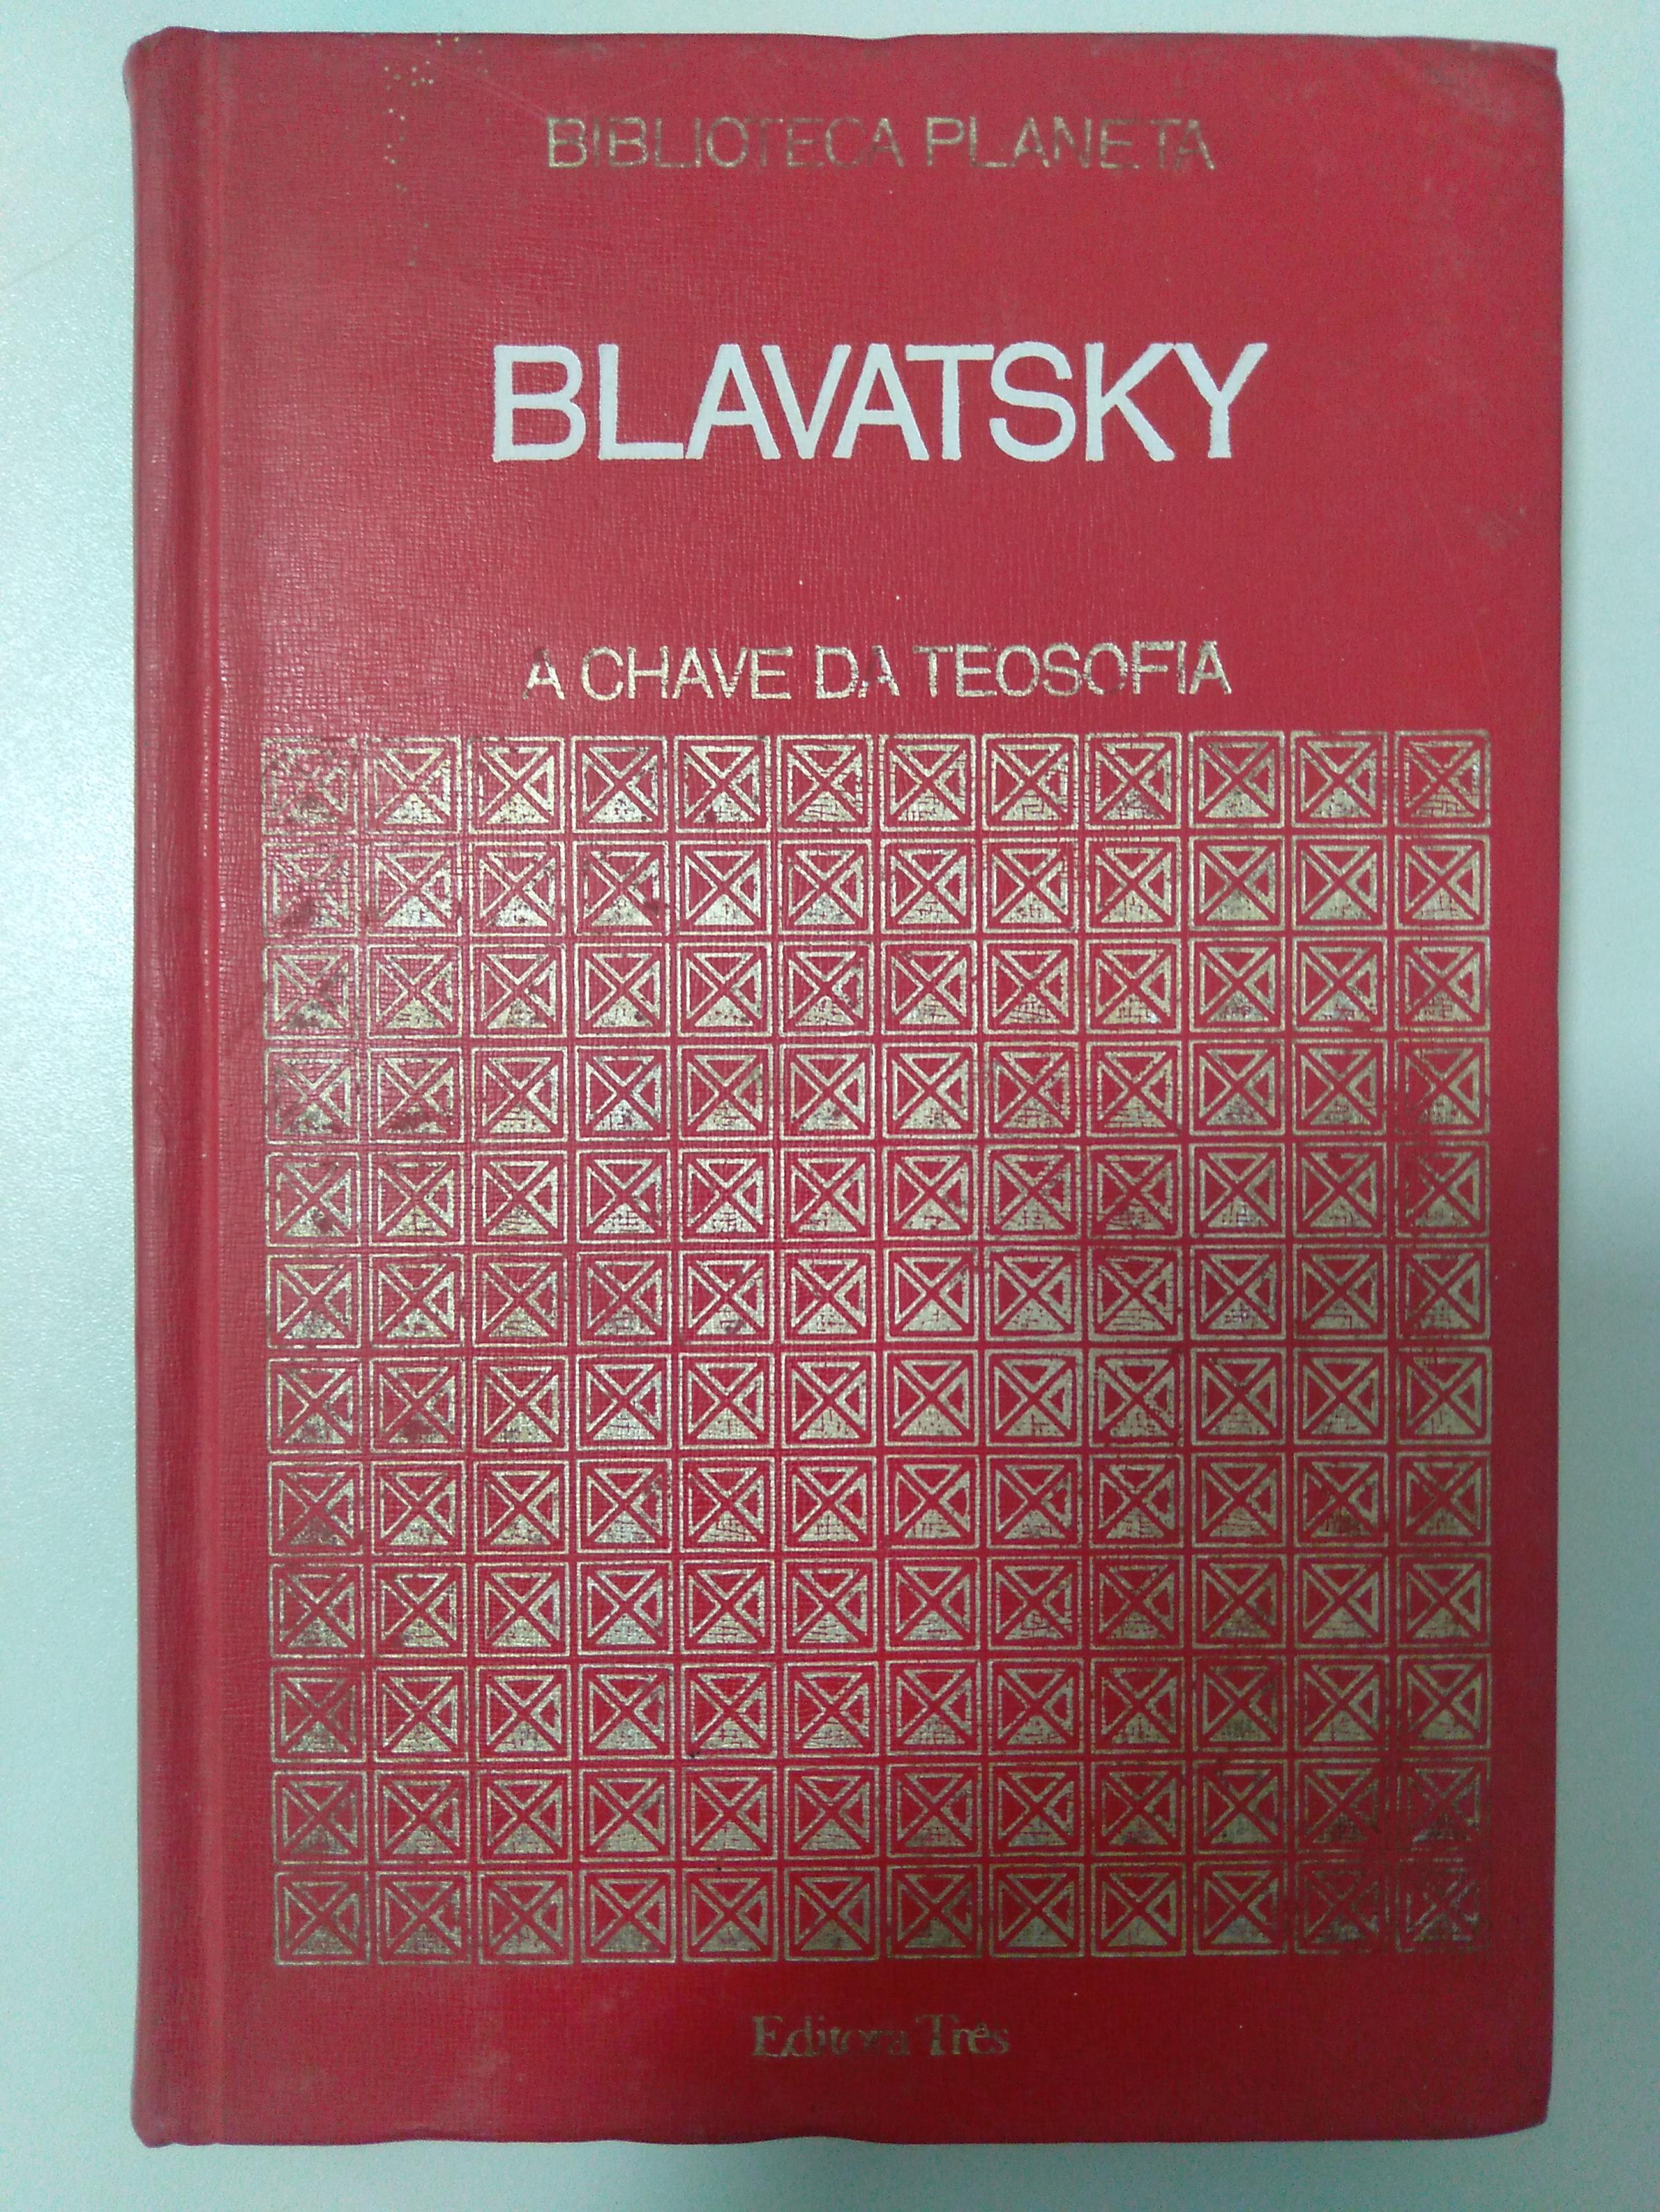 BIBLIOTECA PLANETA
BLAVATSKY
A CHAVE DA TEOSOFIA
Editora Três